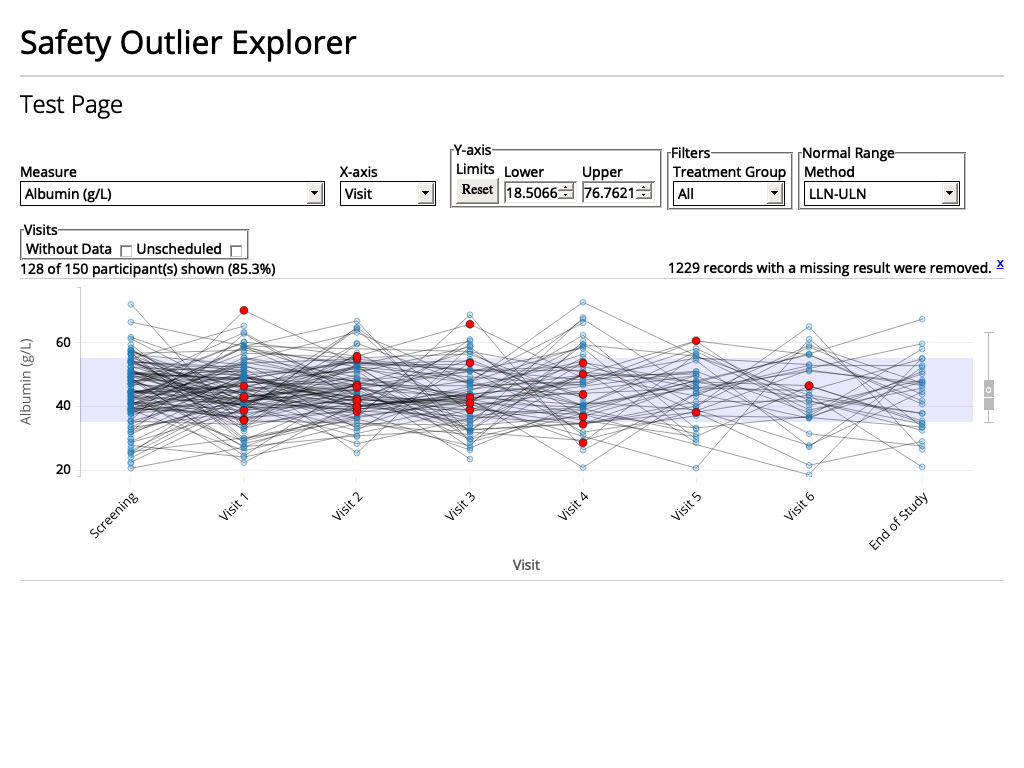 Safety Outlier Explorer
Test Page
Measure
Albumin (g/L)
X-axis
Visit
Y-axis
Limits
Reset
Lower
18.5066
Upper
76.7621
Filters
Treatment Group
All
Normal Range
Method
LLN-ULN
Visits
Without Data
Unscheduled
128 of 150 participant(s) shown (85.3%)
1229 records with a missing result were removed. x
Albumin (g/L)
60
40
20
Screening
Visit 1
Visit 2
Visit 3
Visit 4
Visit 5
Visit 6
End of Study
Visit